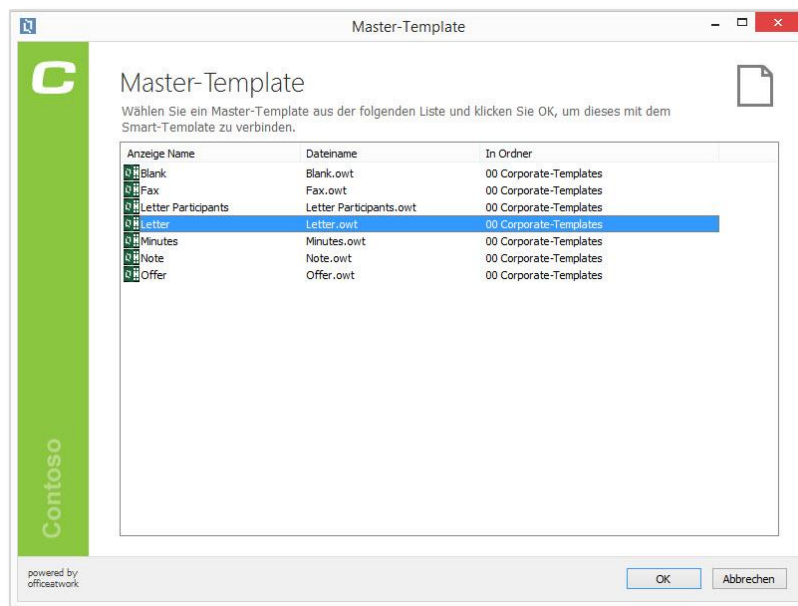 Master-Template
C
Master-Template
Wählen Sie ein Master-Template aus der folgenden Liste und klicken Sie OK, um dieses mit dem
Smart-Template zu verbinden.
Anzeige Name Dateiname In Ordner
Blank Blank.owt 00 Corporate-Templates
Fax Fax.owt 00 Corporate-Templates
Letter Participants Letter Participants.owt 00 Corporate-Templates
Letter Letter.owt 00 Corporate-Templates
Minutes Minutes.owt 00 Corporate-Templates
Note Note.owt 00 Corporate-Templates
Offer Offer.owt 00 Corporate-Templates
Contoso
powered by
officeatwork
OK Abbrechen